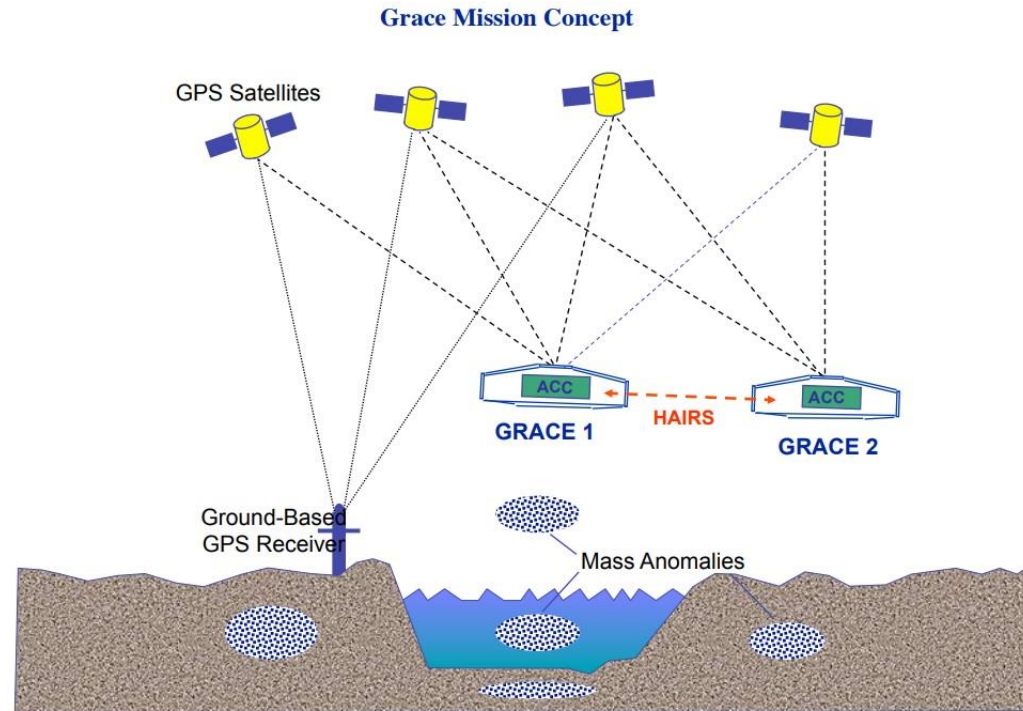 Grace Mission Concept
GPS Satellites
ACC
ACC
HAIRS
GRACE 1
GRACE 2
Ground-Based
GPS Receiver
Mass Anomalies